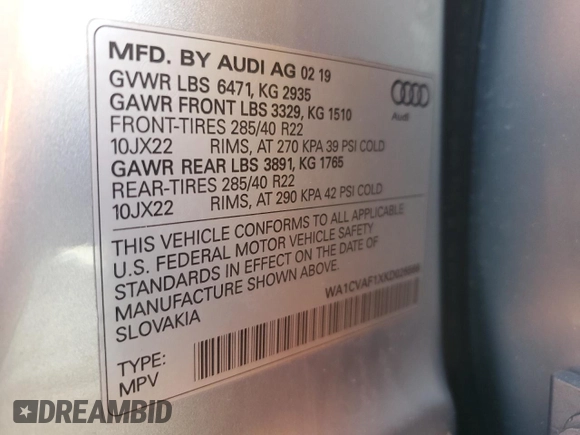 MFD. BY AUDI AG 02 19
GVWR LBS 6471, KG 2935
GAWR FRONT LBS 3329, KG 1510
FRONT-TIRES 285/40 R22
10JX22 RIMS, AT 270 KPA 39 PSI COLD
GAWR REAR LBS 3891, KG 1765
REAR-TIRES 285/40 R22
10JX22 RIMS, AT 290 KPA 42 PSI COLD
Audi
THIS VEHICLE CONFORMS TO ALL APPLICABLE
U.S. FEDERAL MOTOR VEHICLE SAFETY
STANDARDS IN EFFECT ON THE DATE OF
MANUFACTURE SHOWN ABOVE.
SLOVAKIA
TYPE:
MPV
DREAMBID